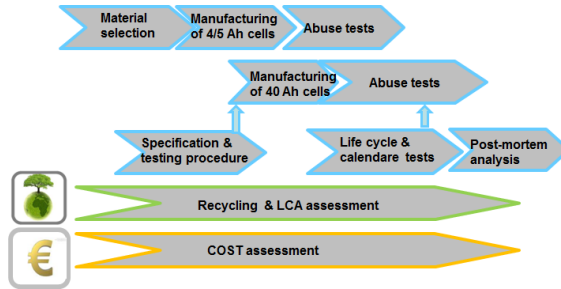 Material
selection
Manufacturing
of 4/5 Ah cells
Abuse tests
Manufacturing
of 40 Ah cells
Abuse tests
Specification &
testing procedure
Life cycle &
calendare tests
Post-mortem
analysis
Recycling & LCA assessment
€
COST assessment